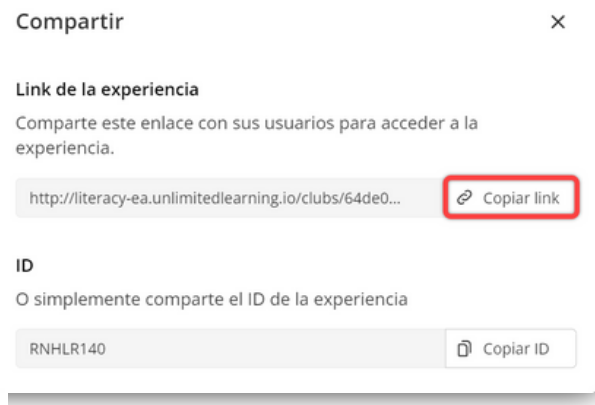 Compartir
Link de la experiencia
Comparte este enlace con sus usuarios para acceder a la
experiencia.
http://literacy-ea.unlimitedlearning.io/clubs/64de0...
Copiar link
ID
O simplemente comparte el ID de la experiencia
RNHLR140
Copiar ID